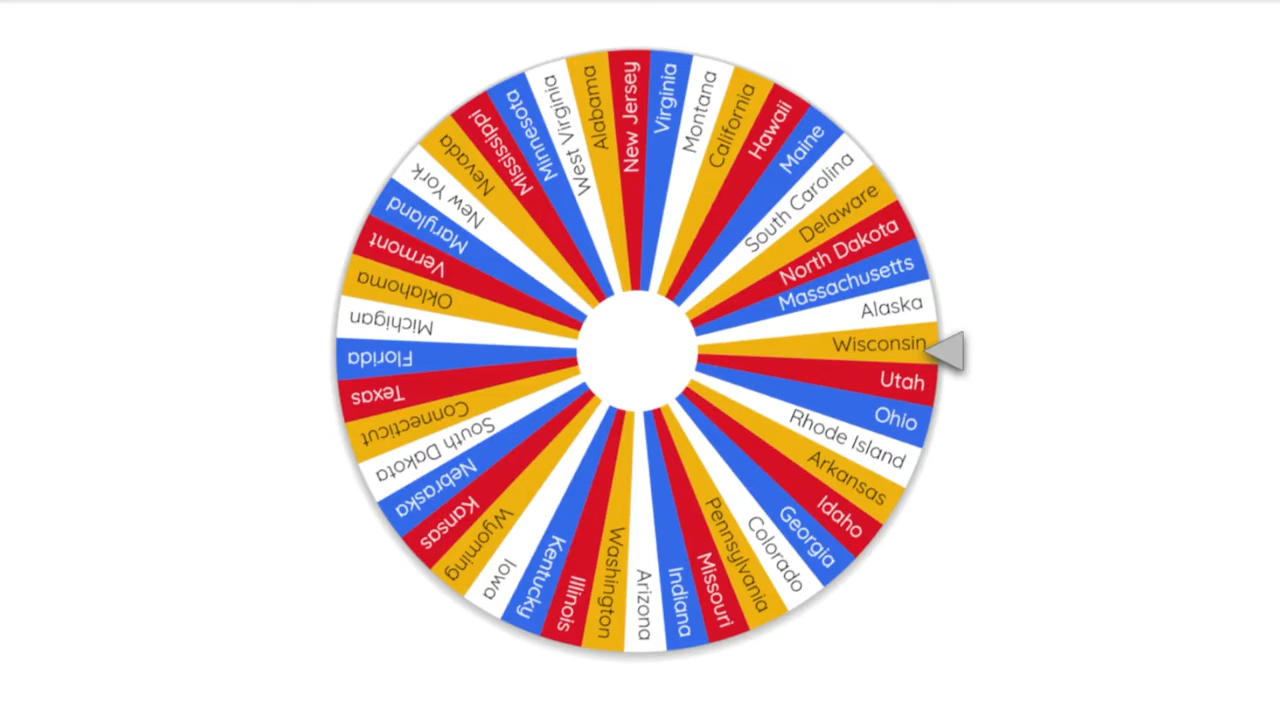 New Jersey
Virginia
Montana
California
Hawaii
Maine
South Carolina
Delaware
North Dakota
Massachusetts
Alaska
Wisconsin
Utah
Ohio
Rhode Island
Arkansas
Idaho
Georgia
Colorado
Pennsylvania
Missouri
Indiana
Arizona
Washington
Illinois
Kentucky
Iowa
Wyoming
Kansas
Nebraska
South Dakota
Connecticut
Texas
Florida
Michigan
Oklahoma
Vermont
Maryland
New York
Nevada
Mississippi
Minnesota
West Virginia
Alabama